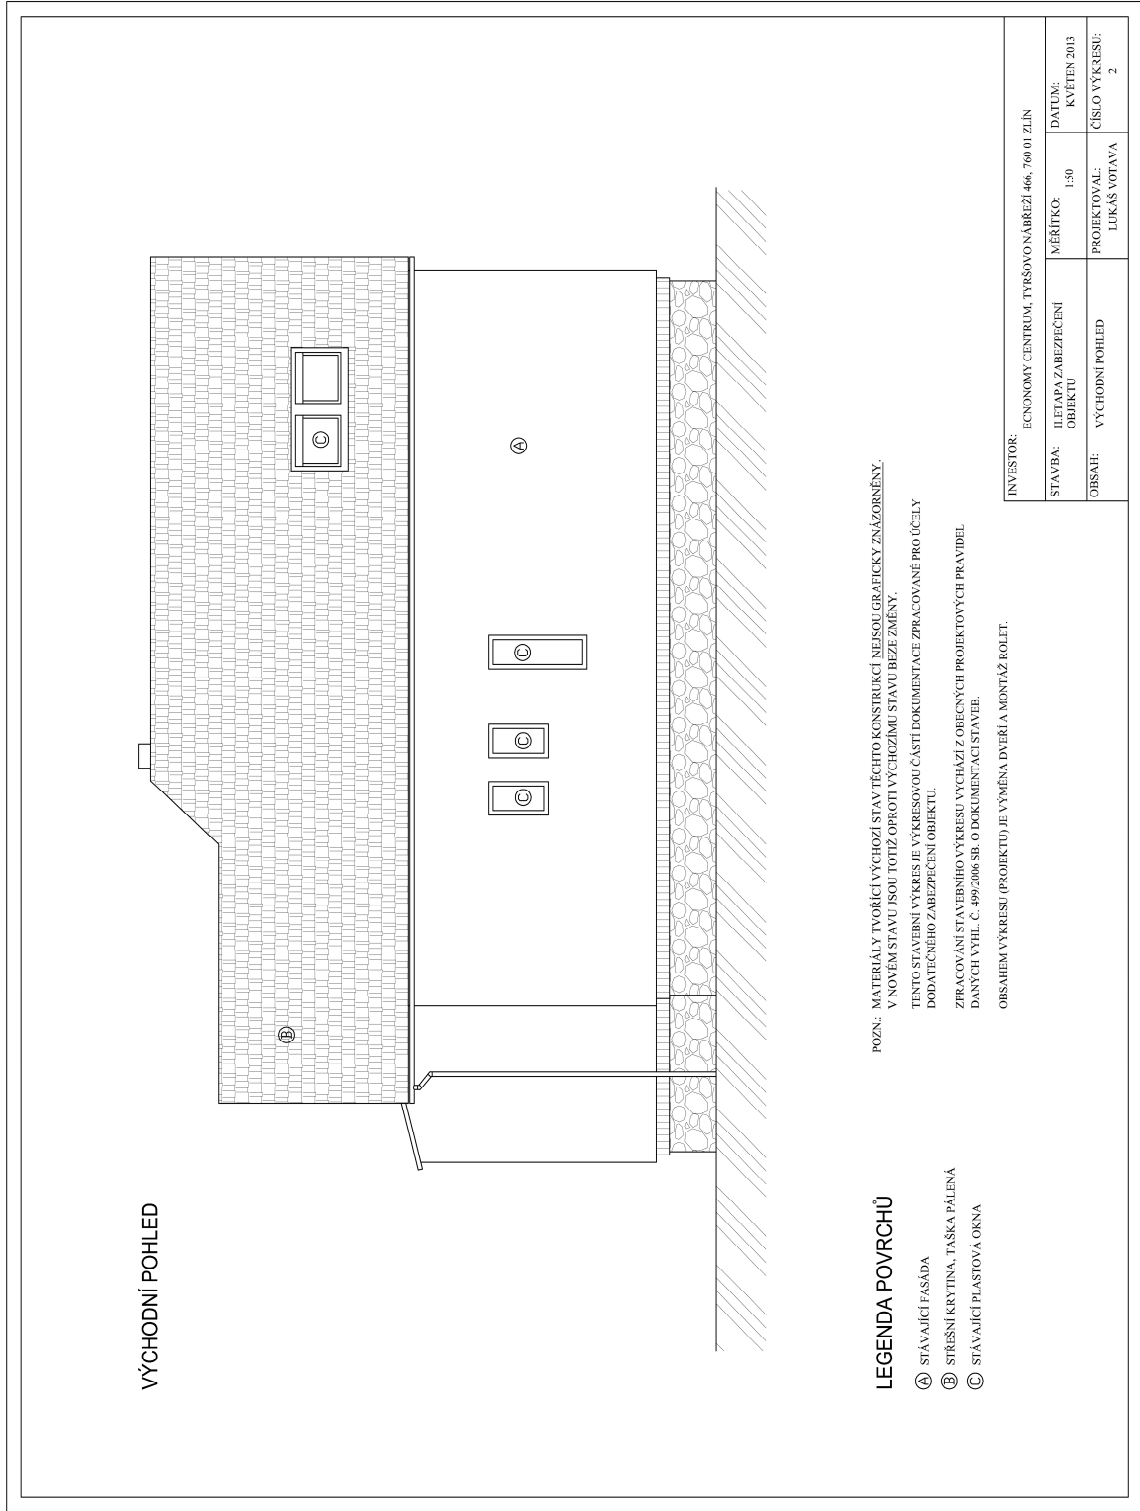 VÝCHODNÍ POHLED
B
C
A
C
C
C
LEGENDA POVRCHŮ
A STÁVAJÍCÍ FASÁDA
B STŘEŠNÍ KRYTINA, TAŠKA PÁLENÁ
C STÁVAJÍCÍ PLASTOVÁ OKNA
POZN.: MATERIÁLY TVOŘÍCÍ VÝCHOZÍ STAV TĚCHTO KONSTRUKCÍ NEJSOU GRAFICKY ZNÁZORNĚNY.
V NOVÉM STAVU JSOU TOTIŽ OPROTI VÝCHOZÍMU STAVU BEZE ZMĚNY.
TENTO STAVEBNÍ VÝKRES JE VÝKRESOVOU ČÁSTÍ DOKUMENTACE ZPRACOVANÉ PRO ÚČELY
DODATEČNÉHO ZABEZPEČENÍ OBJEKTU.
ZPRACOVÁNÍ STAVEBNÍHO VÝKRESU VYCHÁZÍ Z OBECNÝCH PROJEKTOVÝCH PRAVIDEL
DANÝCH VYHL. Č. 499/2006 SB. O DOKUMENTACI STAVEB.
OBSAHEM VÝKRESU (PROJEKTU) JE VÝMĚNA DVEŘÍ A MONTÁŽ ROLET.
INVESTOR:
ECNONOMY CENTRUM, TYRŠOVO NÁBŘEŽÍ 466, 760 01 ZLÍN
STAVBA: II.ETAPA ZABEZPEČENÍ
OBJEKTU
MĚŘÍTKO:
1:50
DATUM:
KVĚTEN 2013
OBSAH: VÝCHODNÍ POHLED
PROJEKTOVAL:
LUKÁŠ VOTAVA
ČÍSLO VÝKRESU:
2